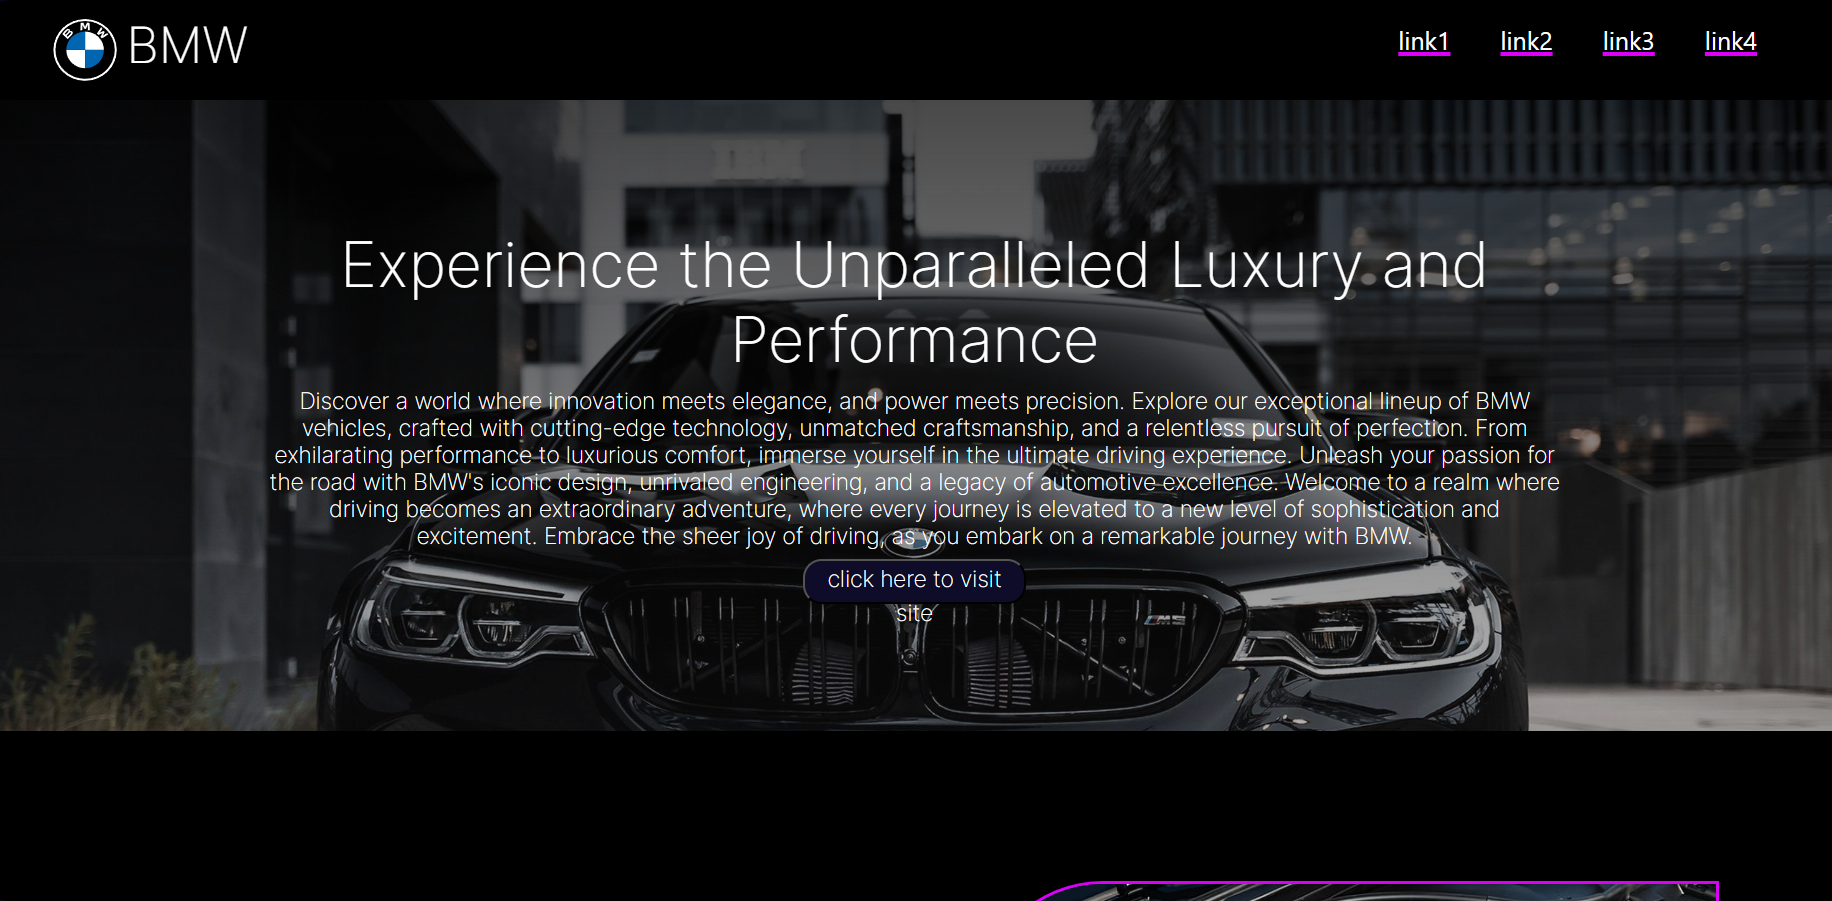 BMW BMW
link1 link2 link3 link4
Experience the Unparalleled Luxury and
Performance
Discover a world where innovation meets elegance, and power meets precision. Explore our exceptional lineup of BMW
vehicles, crafted with cutting-edge technology, unmatched craftsmanship, and a relentless pursuit of perfection. From
exhilarating performance to luxurious comfort, immerse yourself in the ultimate driving experience. Unleash your passion for
the road with BMW's iconic design, unrivaled engineering, and a legacy of automotive excellence. Welcome to a realm where
driving becomes an extraordinary adventure, where every journey is elevated to a new level of sophistication and
excitement. Embrace the sheer joy of driving, as you embark on a remarkable journey with BMW.
click here to visit
site
M5